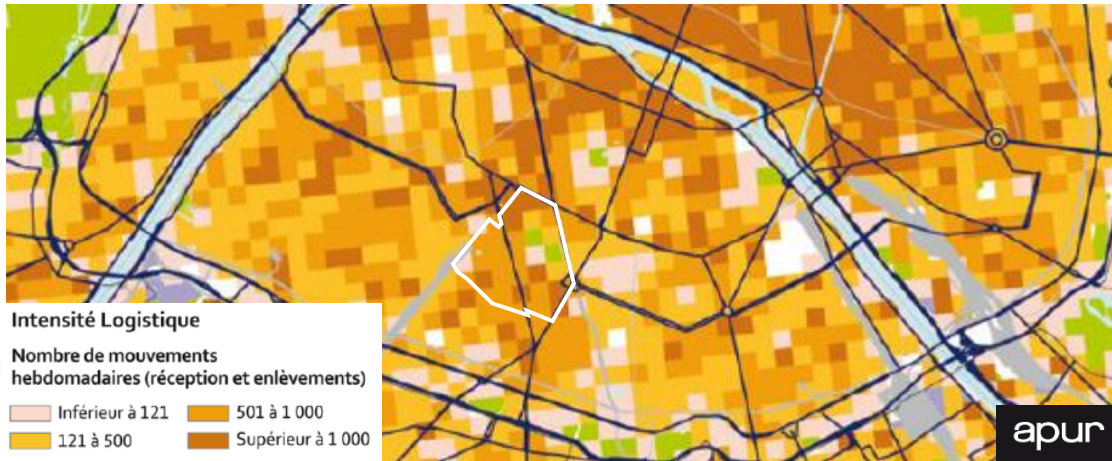 Intensité Logistique
Nombre de mouvements
hebdomadaires (réception et enlèvements)
Inférieur à 121
501 à 1 000
121 à 500
Supérieur à 1 000
apur